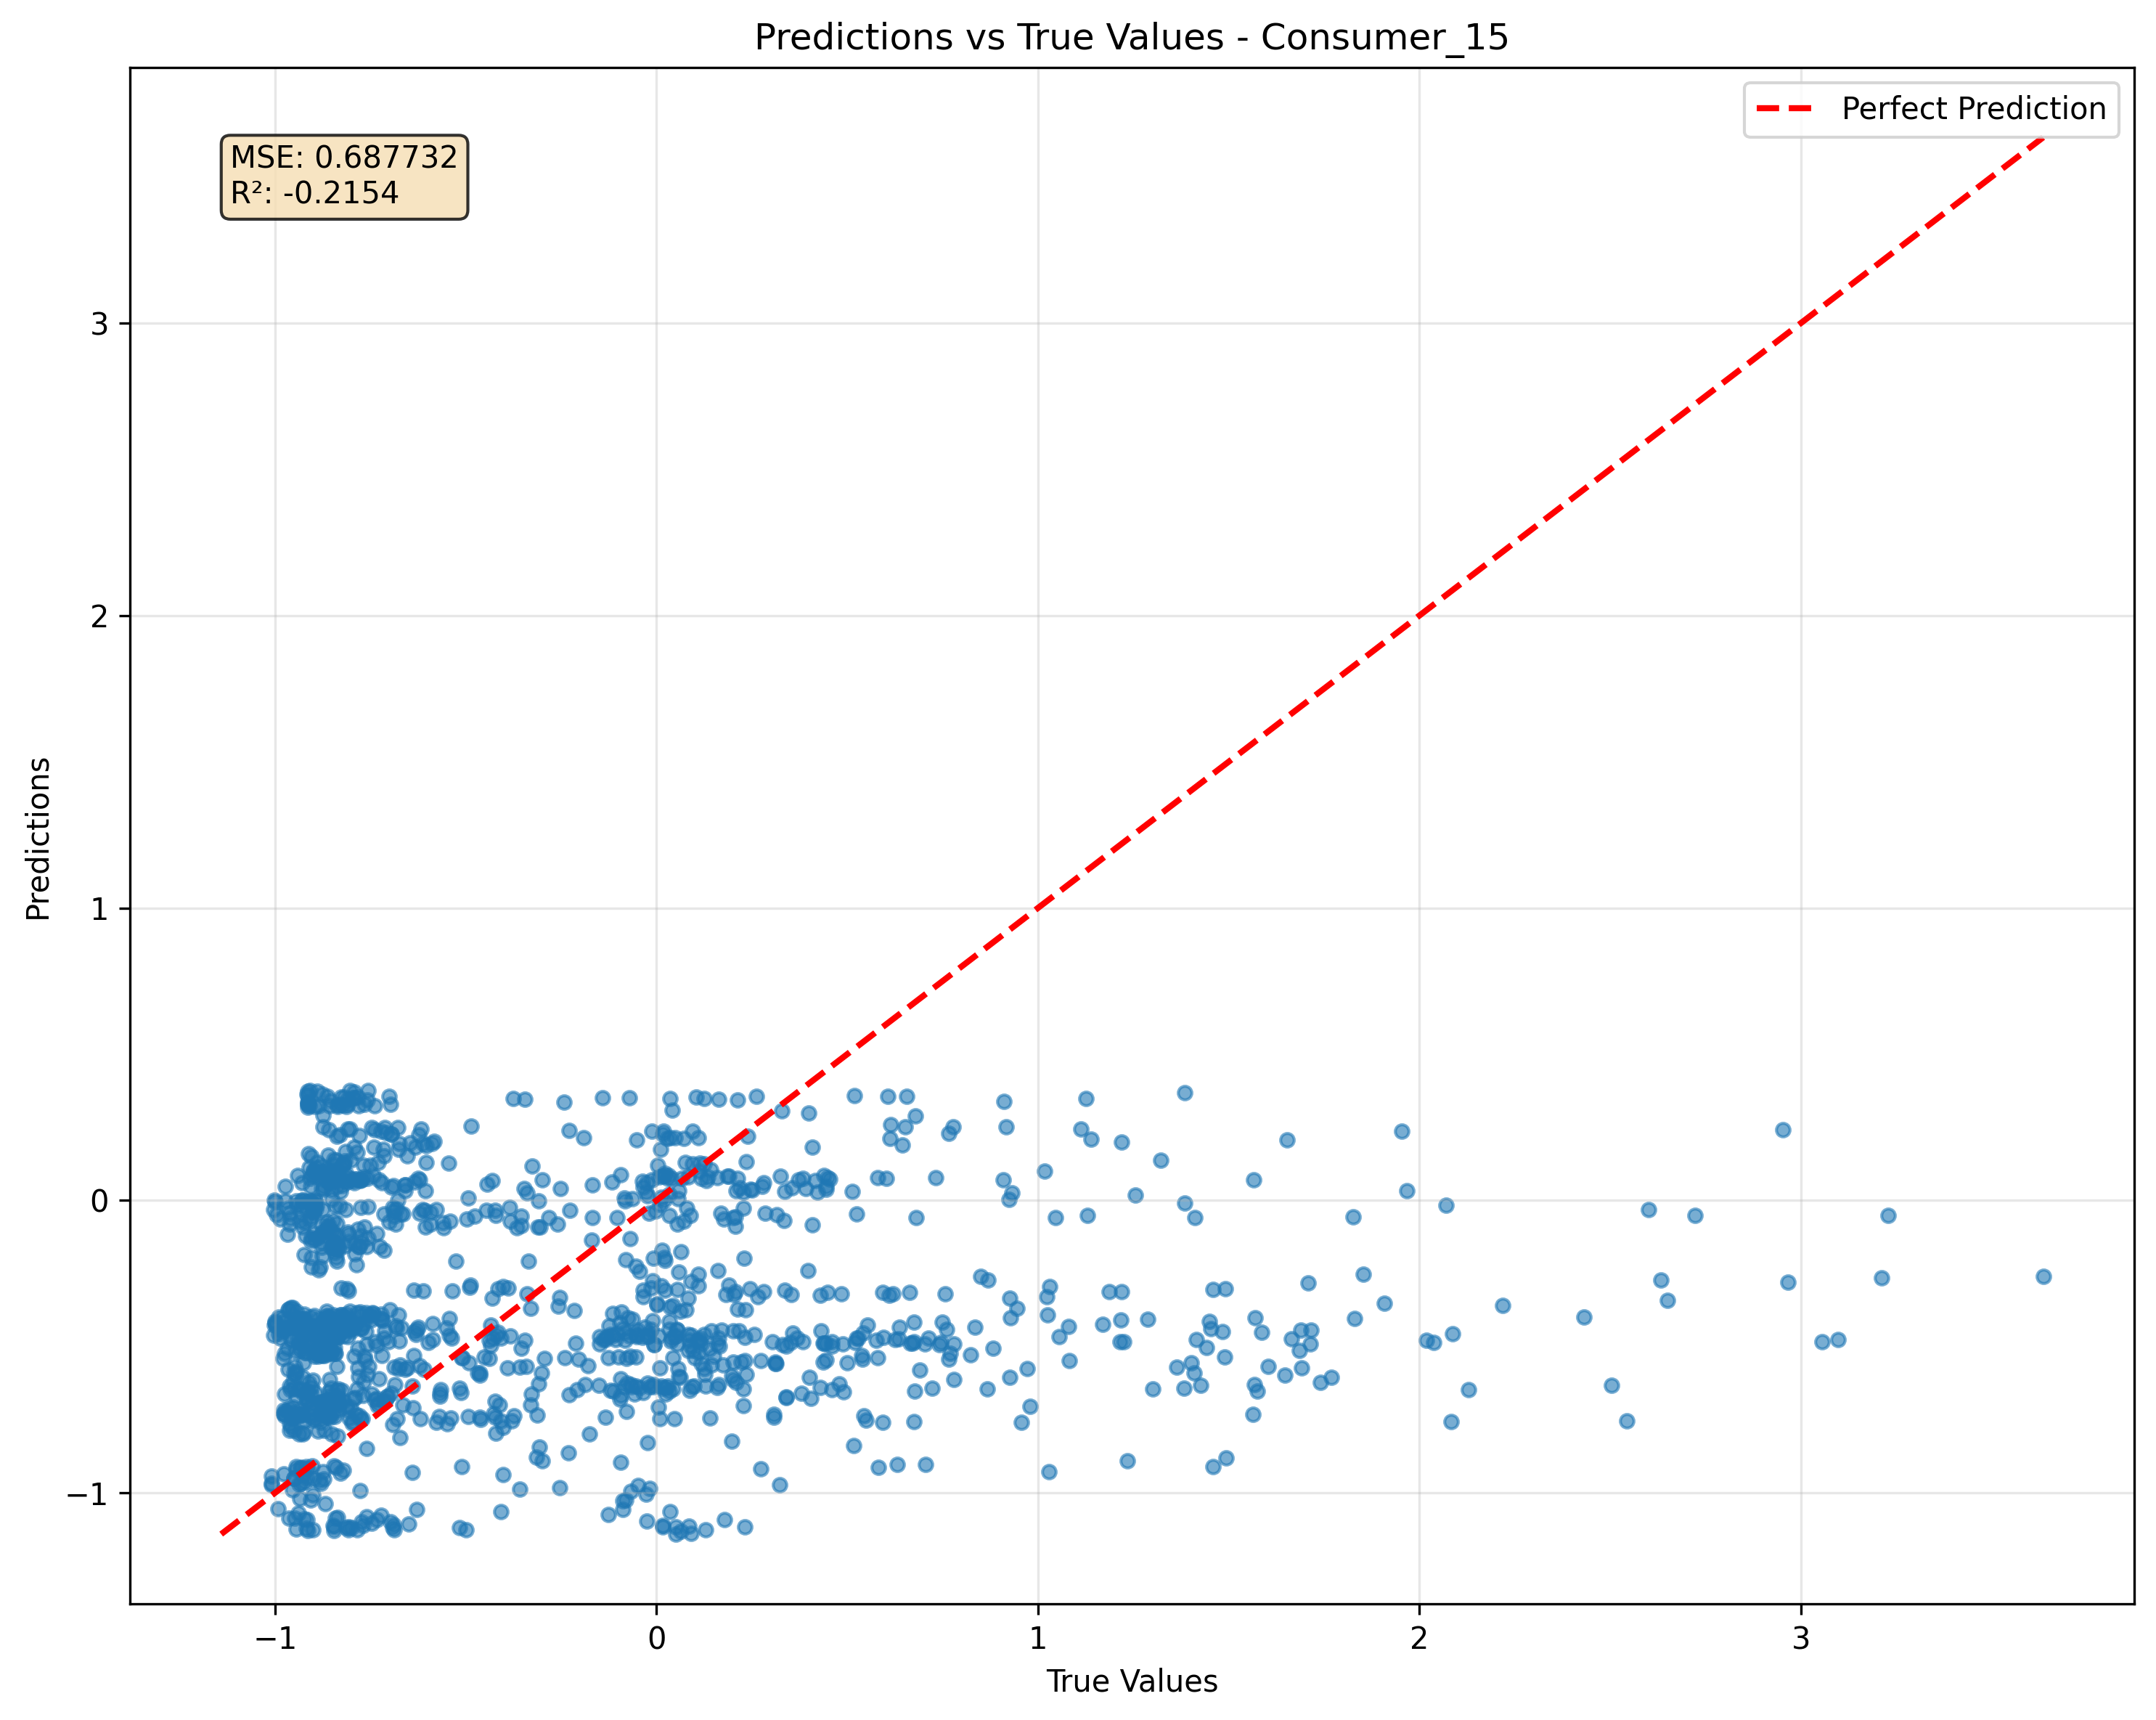 Predictions vs True Values - Consumer_15
Perfect Prediction
MSE: 0.687732
R²: -0.2154
3
2
1
0
−1
Predictions
−1
0
1
2
3
True Values